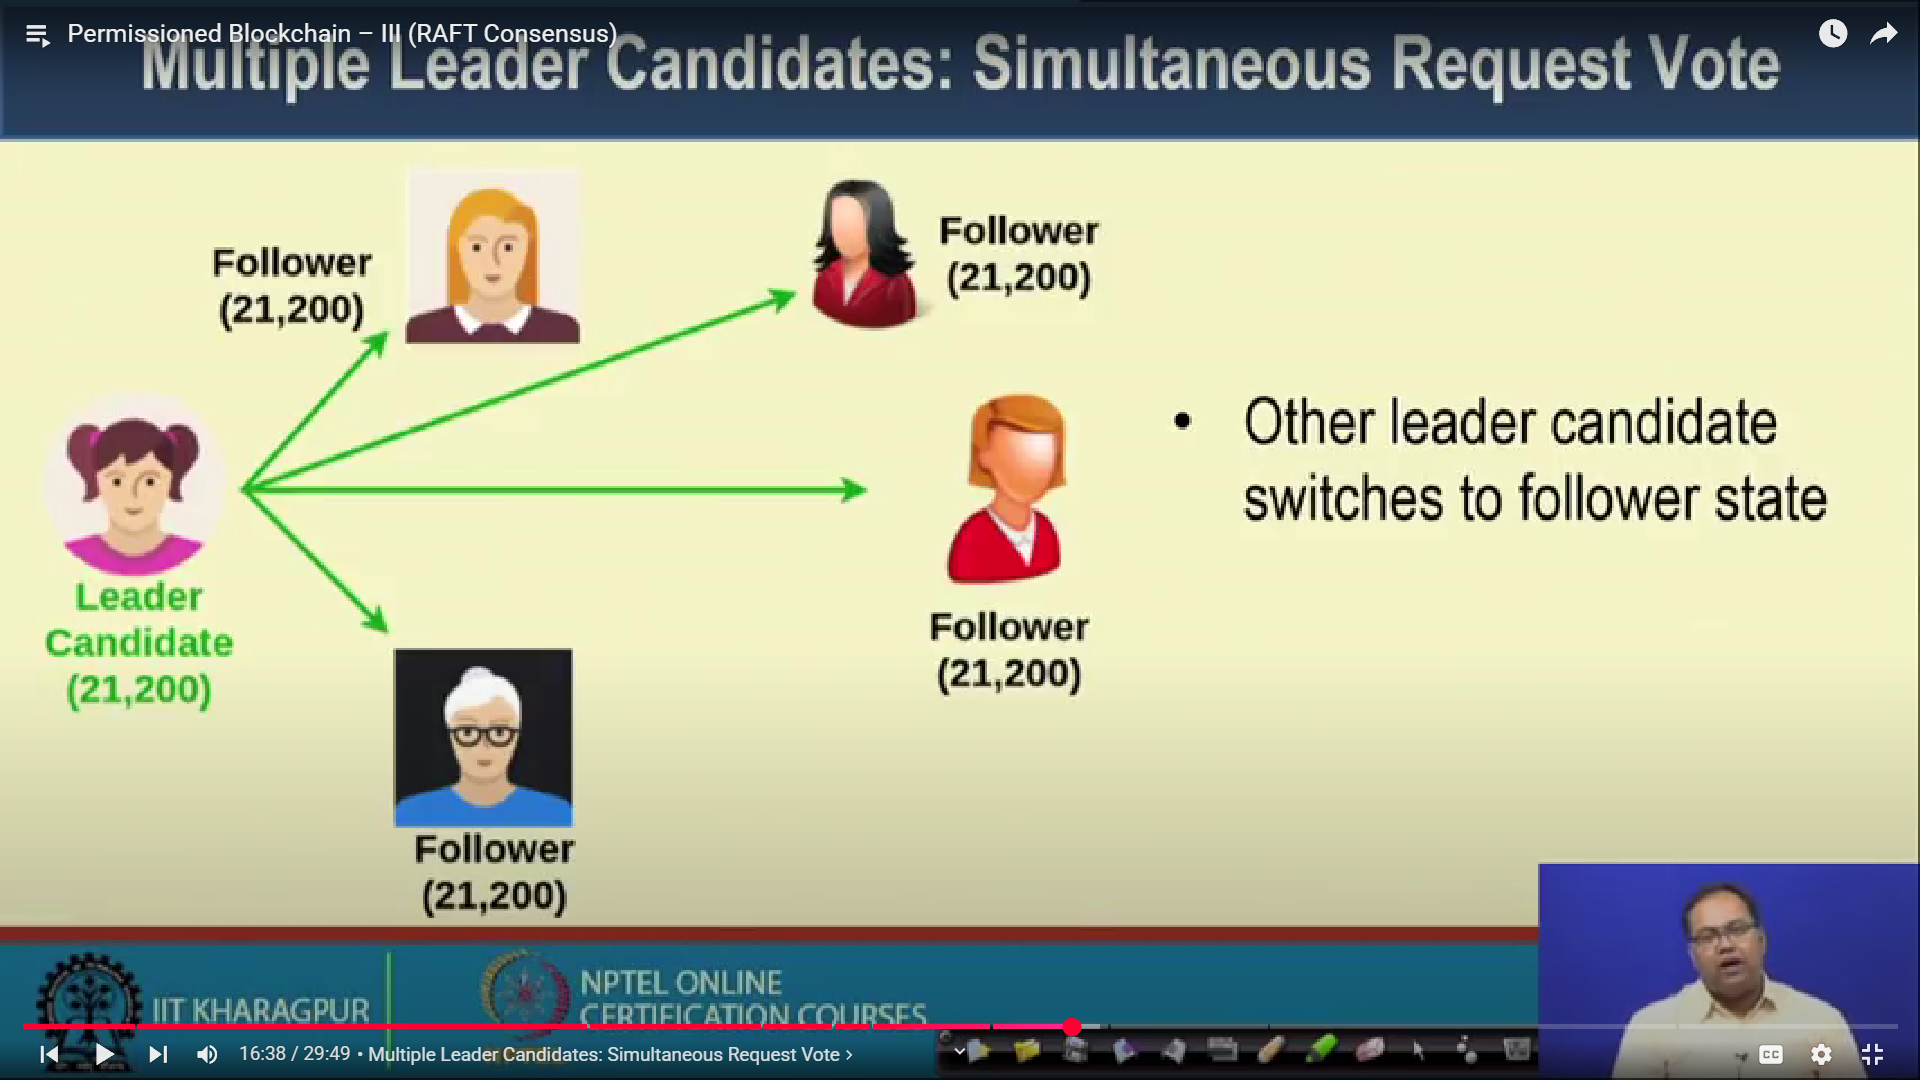 Permissioned Blockchain – III (RAFT Consensus)
Multiple Leader Candidates: Simultaneous Request Vote
Follower
(21,200)
Follower
(21,200)
• Other leader candidate
switches to follower state
Leader
Candidate
(21,200)
Follower
(21,200)
Follower
(21,200)
IIT KHARAGPUR
NPTEL ONLINE
CERTIFICATION COURSES
16:38 / 29:49 • Multiple Leader Candidates: Simultaneous Request Vote ›
CC